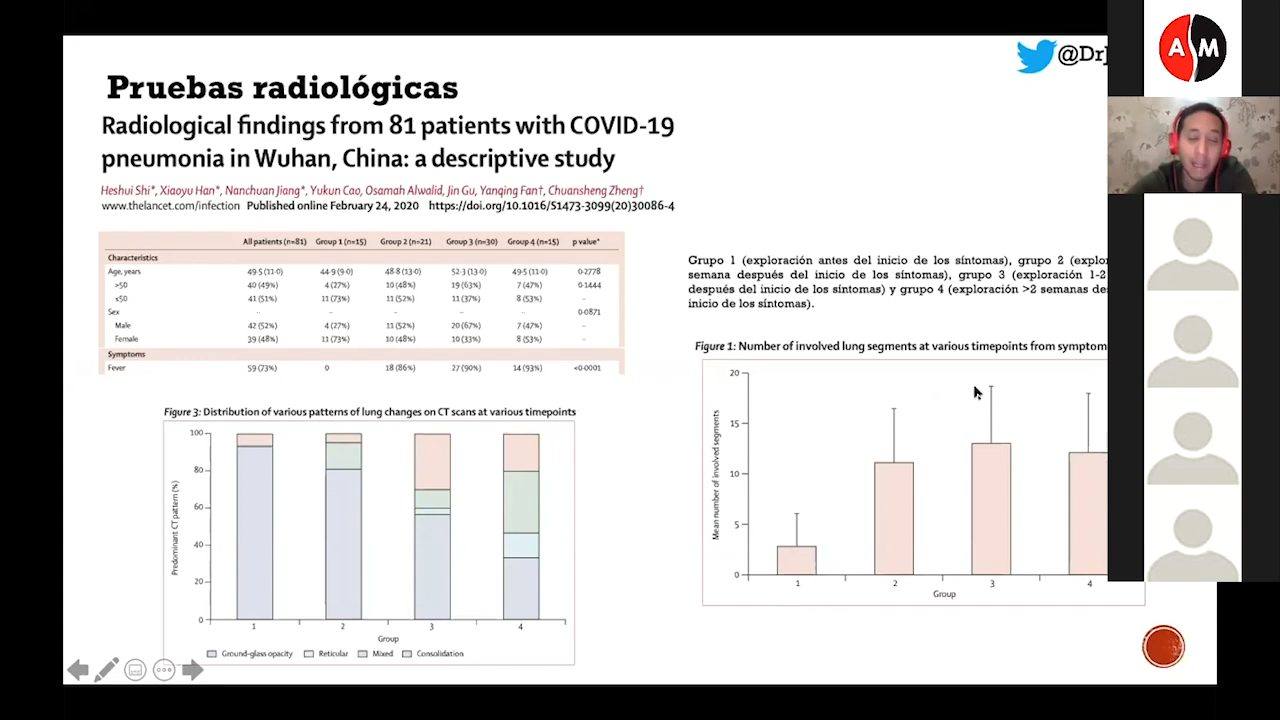 Pruebas radiológicas
Radiological findings from 81 patients with COVID-19
pneumonia in Wuhan, China: a descriptive study
Heshui Shi*, Xiaoyu Han*, Nanchuan Jiang*, Yukun Cao, Osamah Alwalid, Jin Gu, Yanqing Fan†, Chuansheng Zheng†
www.thelancet.com/infection Published online February 24, 2020 https://doi.org/10.1016/S1473-3099(20)30086-4
All patients (n=81) Group 1 (n=15) Group 2 (n=21) Group 3 (n=30) Group 4 (n=15) p value*
Characteristics
Age, years 49·5 (11·0) 44·9 (9·0) 48·8 (13·0) 52·3 (13·0) 49·5 (11·0) 0·2778
>50 40 (49%) 4 (27%) 10 (48%) 19 (63%) 7 (47%) 0·1444
≤50 41 (51%) 11 (73%) 11 (52%) 11 (37%) 8 (53%) ..
Sex .. .. .. .. .. 0·0871
Male 42 (52%) 4 (27%) 11 (52%) 20 (67%) 7 (47%) ..
Female 39 (48%) 11 (73%) 10 (48%) 10 (33%) 8 (53%) ..
Symptoms
Fever 59 (73%) 0 18 (86%) 27 (90%) 14 (93%) <0·0001
Figure 3: Distribution of various patterns of lung changes on CT scans at various timepoints
Predominant CT pattern (%)
100
80
60
40
20
0
1 2 3 4
Group
Ground-glass opacity Reticular Mixed Consolidation
@DrJ
A M
Grupo 1 (exploración antes del inicio de los síntomas), grupo 2 (explor
semana después del inicio de los síntomas), grupo 3 (exploración 1-2
después del inicio de los síntomas) y grupo 4 (exploración >2 semanas de
inicio de los síntomas).
Figure 1: Number of involved lung segments at various timepoints from symptom
Mean number of involved segments
20
15
10
5
0
1 2 3 4
Group